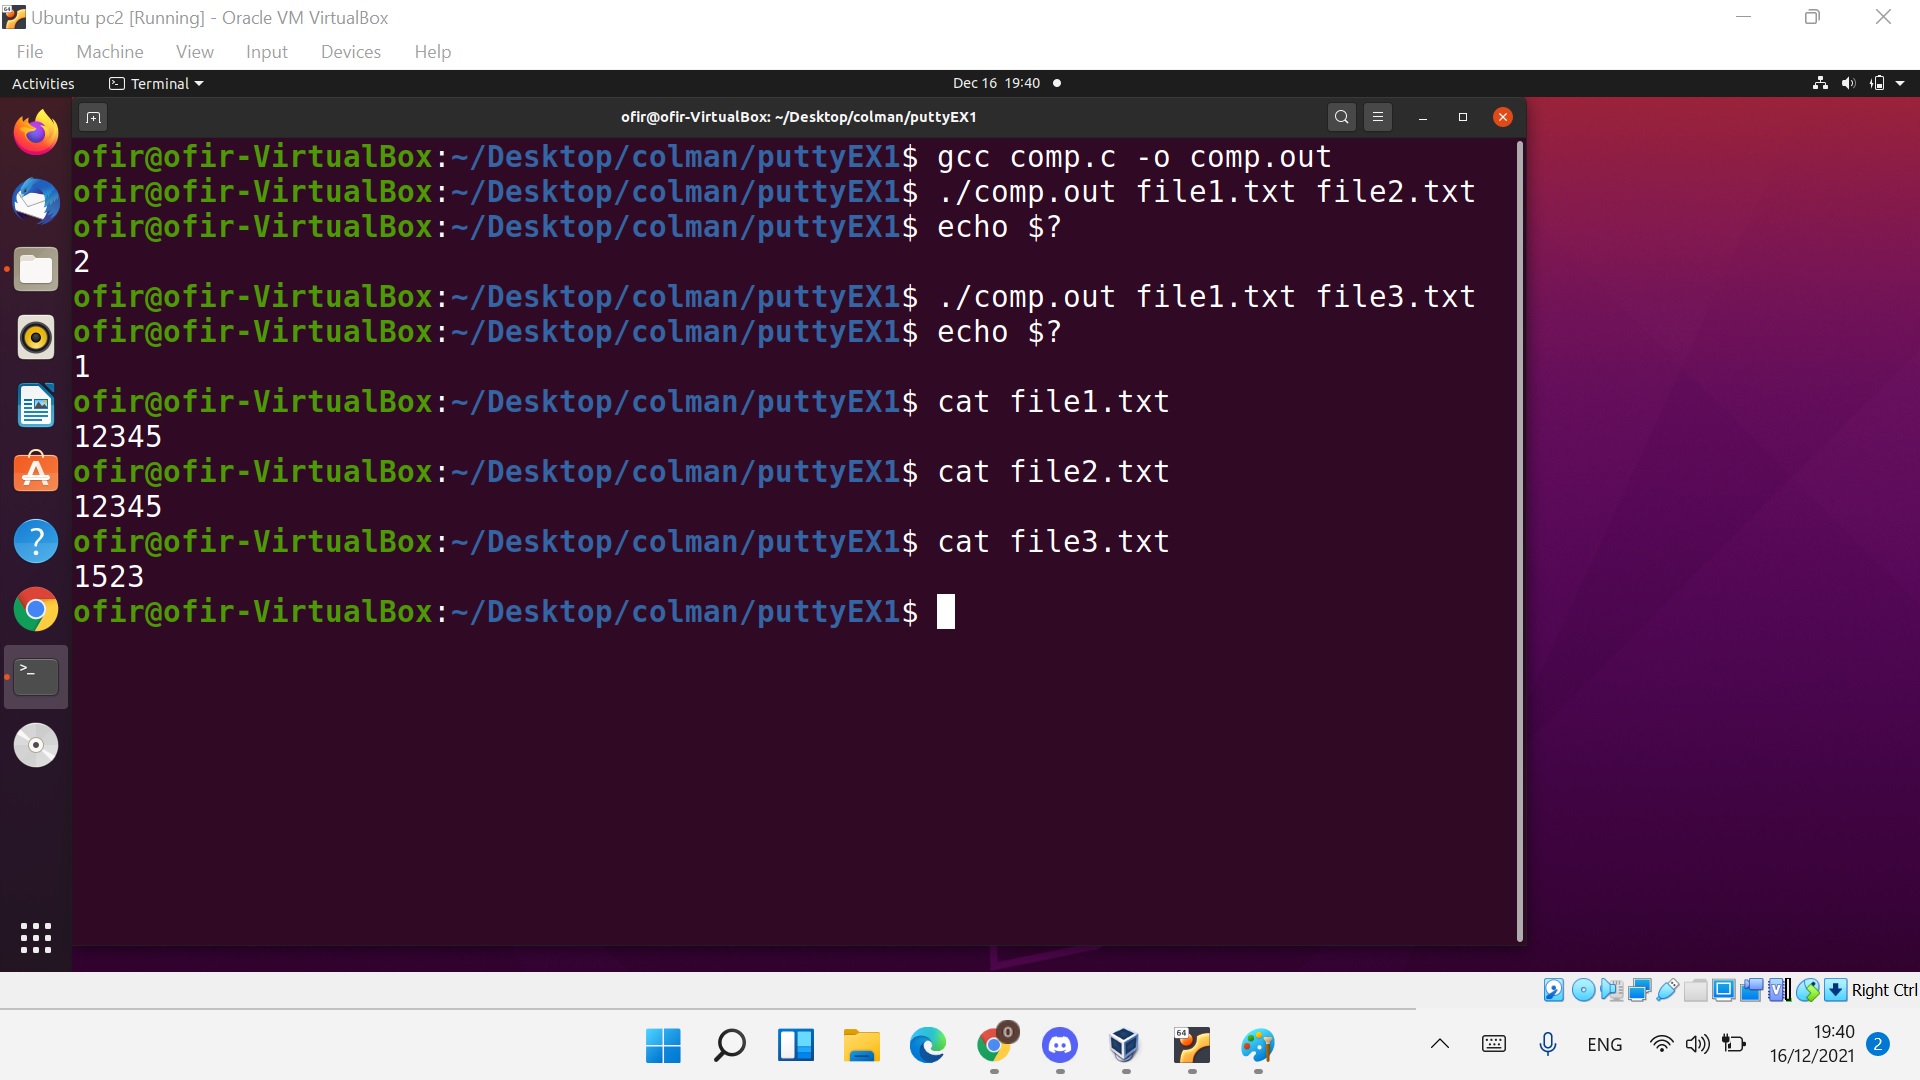 Ubuntu pc2 [Running] - Oracle VM VirtualBox
File Machine View Input Devices Help
Activities Terminal Dec 16 19:40
ofir@ofir-VirtualBox: ~/Desktop/colman/puttyEX1
ofir@ofir-VirtualBox:~/Desktop/colman/puttyEX1$ gcc comp.c -o comp.out
ofir@ofir-VirtualBox:~/Desktop/colman/puttyEX1$ ./comp.out file1.txt file2.txt
ofir@ofir-VirtualBox:~/Desktop/colman/puttyEX1$ echo $?
2
ofir@ofir-VirtualBox:~/Desktop/colman/puttyEX1$ ./comp.out file1.txt file3.txt
ofir@ofir-VirtualBox:~/Desktop/colman/puttyEX1$ echo $?
1
ofir@ofir-VirtualBox:~/Desktop/colman/puttyEX1$ cat file1.txt
12345
ofir@ofir-VirtualBox:~/Desktop/colman/puttyEX1$ cat file2.txt
12345
ofir@ofir-VirtualBox:~/Desktop/colman/puttyEX1$ cat file3.txt
1523
ofir@ofir-VirtualBox:~/Desktop/colman/puttyEX1$
Right Ctrl
64
ENG
19:40
16/12/2021
2